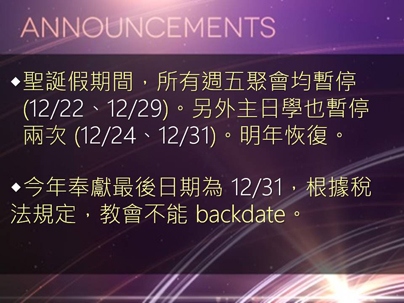 ANNOUNCEMENTS
◆聖誕假期間，所有週五聚會均暫停
(12/22、12/29)。另外主日學也暫停
兩次 (12/24、12/31)。明年恢復。
◆今年奉獻最後日期為 12/31，根據稅
法規定，教會不能 backdate。